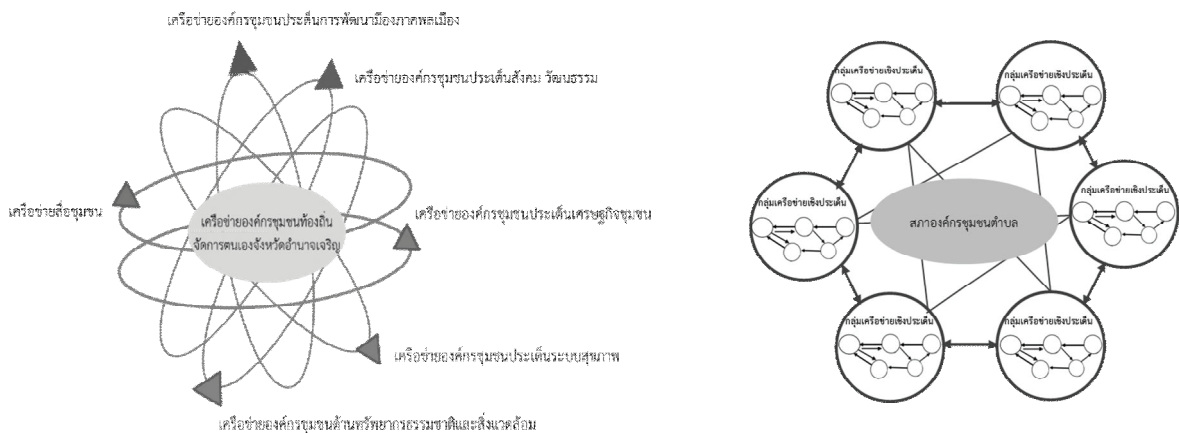 เครือข่ายองค์กรชุมชนประเด็นการพัฒนาเมืองภาคพลเมือง
เครือข่ายองค์กรชุมชนประเด็นสังคม วัฒนธรรม
เครือข่ายสื่อชุมชน
เครือข่ายองค์กรชุมชนท้องถิ่น
จัดการตนเองจังหวัดอำนาจเจริญ
เครือข่ายองค์กรชุมชนประเด็นเศรษฐกิจชุมชน
เครือข่ายองค์กรชุมชนประเด็นระบบสุขภาพ
เครือข่ายองค์กรชุมชนด้านทรัพยากรธรรมชาติและสิ่งแวดล้อม
กลุ่มเครือข่ายเชิงประเด็น
กลุ่มเครือข่ายเชิงประเด็น
กลุ่มเครือข่ายเชิงประเด็น
สภาองค์กรชุมชนตำบล
กลุ่มเครือข่ายเชิงประเด็น
กลุ่มเครือข่ายเชิงประเด็น
กลุ่มเครือข่ายเชิงประเด็น